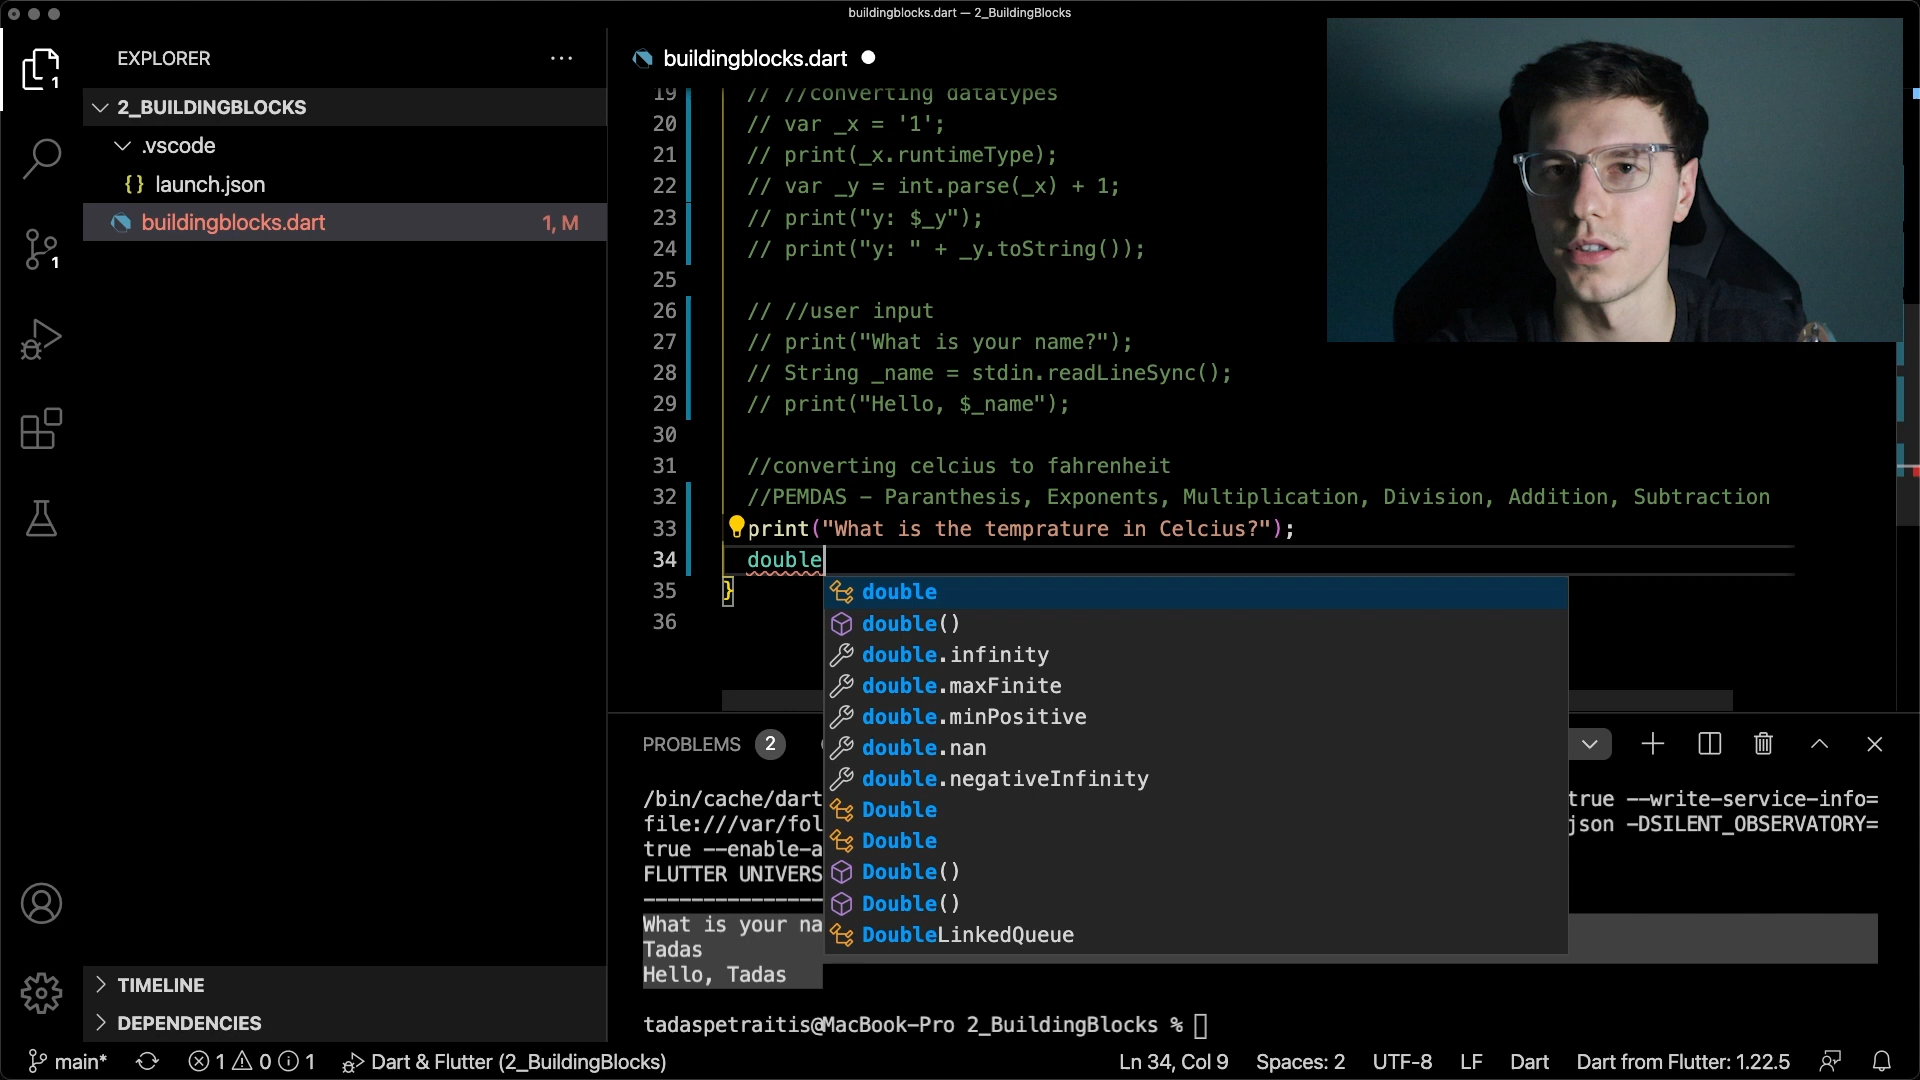 buildingblocks.dart — 2_BuildingBlocks
EXPLORER
···
1
2_BUILDINGBLOCKS
.vscode
{} launch.json
buildingblocks.dart 1, M
1
TIMELINE
DEPENDENCIES
buildingblocks.dart
19 // //converting datatypes
20 // var _x = '1';
21 // print(_x.runtimeType);
22 // var _y = int.parse(_x) + 1;
23 // print("y: $_y");
24 // print("y: " + _y.toString());
25
26 // //user input
27 // print("What is your name?");
28 // String _name = stdin.readLineSync();
29 // print("Hello, $_name");
30
31 //converting celcius to fahrenheit
32 //PEMDAS - Paranthesis, Exponents, Multiplication, Division, Addition, Subtraction
33 print("What is the temprature in Celcius?");
34 double
35 }
36
double
double()
double.infinity
double.maxFinite
double.minPositive
double.nan
double.negativeInfinity
Double
Double
Double()
Double()
DoubleLinkedQueue
PROBLEMS 2
/bin/cache/dart true --write-service-info=
file:///var/fol json -DSILENT_OBSERVATORY=
true --enable-a
FLUTTER UNIVERS
What is your na
Tadas
Hello, Tadas
tadaspetraitis@MacBook-Pro 2_BuildingBlocks %
main* 1 0 1 Dart & Flutter (2_BuildingBlocks) Ln 34, Col 9 Spaces: 2 UTF-8 LF Dart Dart from Flutter: 1.22.5